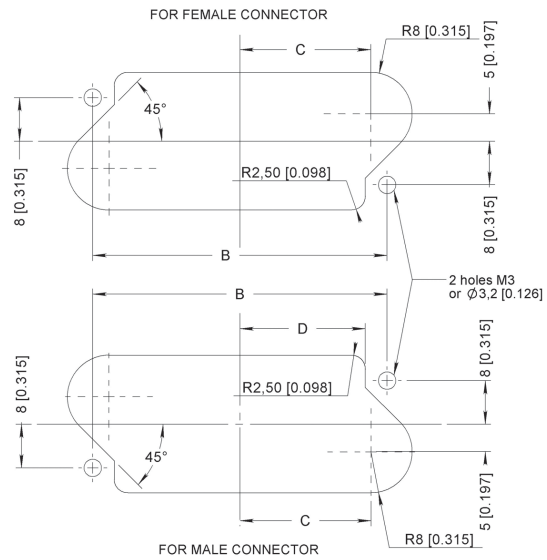 FOR FEMALE CONNECTOR
R8 [0.315]
C
5 [0.197]
45°
8 [0.315]
R2,50 [0.098]
8 [0.315]
B
2 holes M3
or Ø3,2 [0.126]
B
D
8 [0.315]
8 [0.315]
R2,50 [0.098]
45°
5 [0.197]
C
R8 [0.315]
FOR MALE CONNECTOR